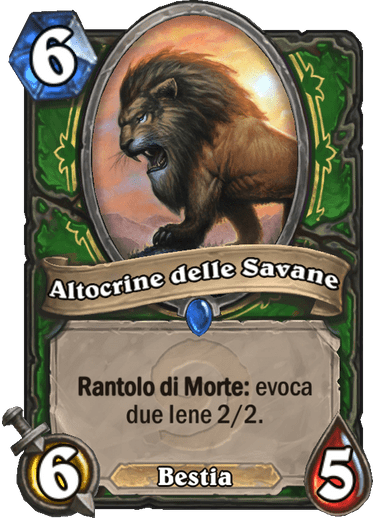 6
Altocrine delle Savane
Rantolo di Morte: evoca
due Iene 2/2.
6
Bestia
5